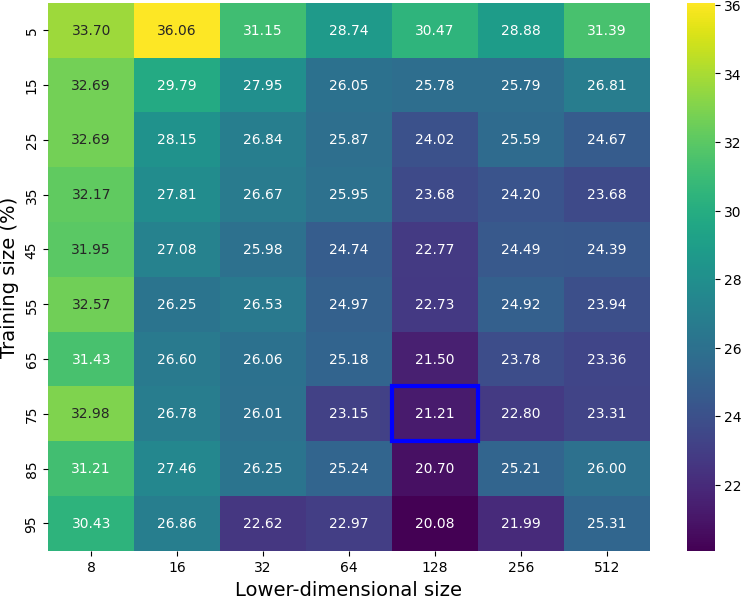 5 33.70 36.06 31.15 28.74 30.47 28.88 31.39
15 32.69 29.79 27.95 26.05 25.78 25.79 26.81
25 32.69 28.15 26.84 25.87 24.02 25.59 24.67
35 32.17 27.81 26.67 25.95 23.68 24.20 23.68
45 31.95 27.08 25.98 24.74 22.77 24.49 24.39
55 32.57 26.25 26.53 24.97 22.73 24.92 23.94
65 31.43 26.60 26.06 25.18 21.50 23.78 23.36
75 32.98 26.78 26.01 23.15 21.21 22.80 23.31
85 31.21 27.46 26.25 25.24 20.70 25.21 26.00
95 30.43 26.86 22.62 22.97 20.08 21.99 25.31
8 16 32 64 128 256 512
Lower-dimensional size
Training size (%)
36
34
32
30
28
26
24
22